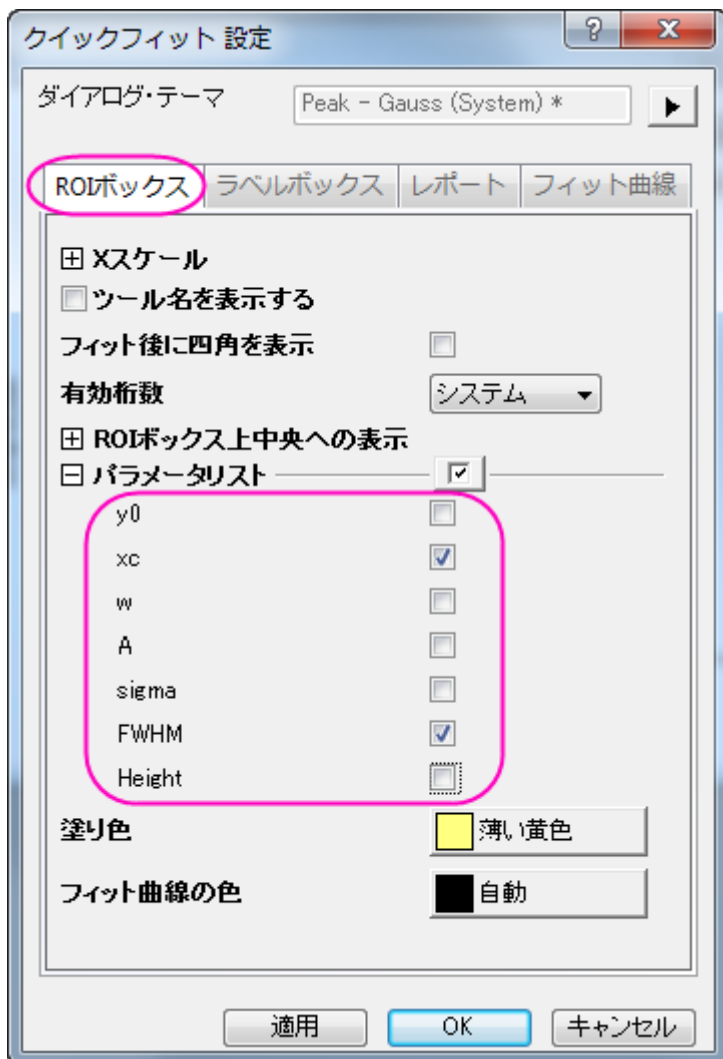 クイックフィット 設定
ダイアログ・テーマ Peak - Gauss (System) *
ROIボックス ラベルボックス レポート フィット曲線
Xスケール
ツール名を表示する
フィット後に四角を表示
有効桁数 システム
ROIボックス上中央への表示
パラメータリスト
y0
xc
w
A
sigma
FWHM
Height
塗り色 薄い黄色
フィット曲線の色 自動
適用 OK キャンセル